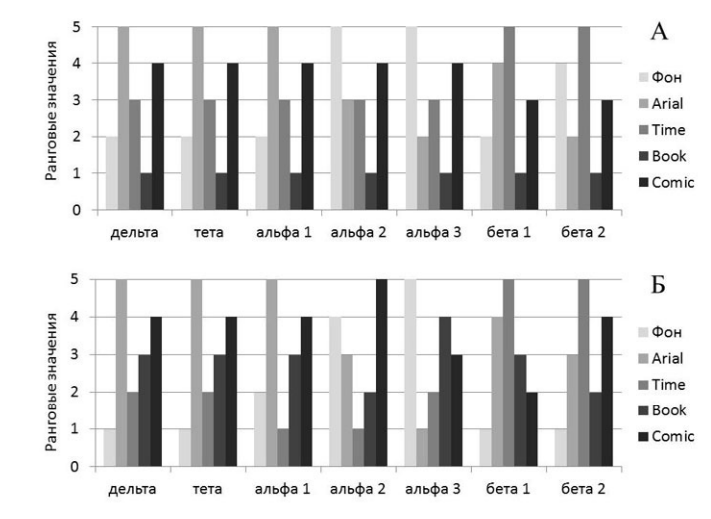 А
Ранговые значения
5
4
3
2
1
0
дельта тета альфа 1 альфа 2 альфа 3 бета 1 бета 2
Фон
Arial
Time
Book
Comic
Б
Ранговые значения
5
4
3
2
1
0
дельта тета альфа 1 альфа 2 альфа 3 бета 1 бета 2
Фон
Arial
Time
Book
Comic